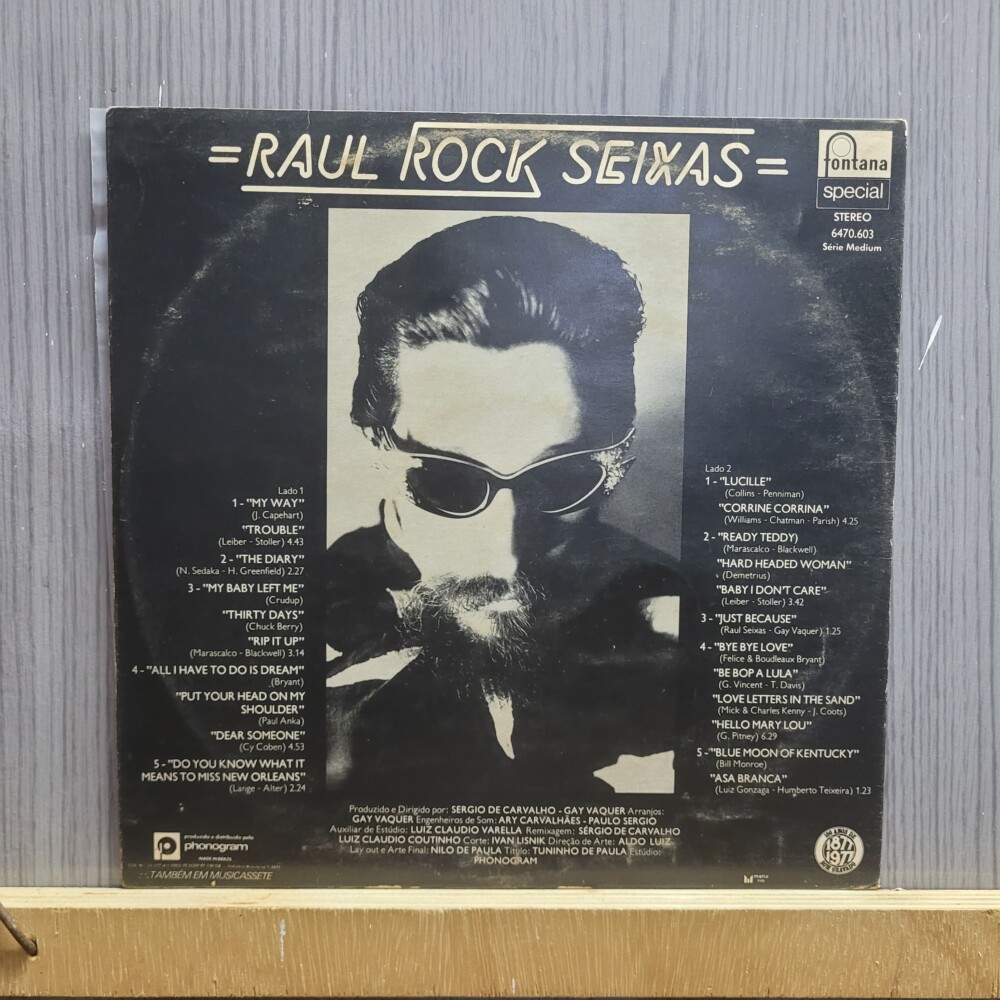 =RAUL ROCK SEIXAS=
fontana
special
STEREO
6470.603
Série Medium
Lado 1
1 - "MY WAY"
(J. Capehart)
"TROUBLE"
(Leiber - Stoller) 4.43
2 - "THE DIARY"
(N. Sedaka - H. Greenfield) 2.27
3 - "MY BABY LEFT ME"
(Crudup)
"THIRTY DAYS"
(Chuck Berry)
"RIP IT UP"
(Marascalco - Blackwell) 3.14
4 - "ALL I HAVE TO DO IS DREAM"
(Bryant)
"PUT YOUR HEAD ON MY
SHOULDER"
(Paul Anka)
"DEAR SOMEONE"
(Cy Coben) 4.53
5 - "DO YOU KNOW WHAT IT
MEANS TO MISS NEW ORLEANS"
(Large - Alter) 2.24
Lado 2
1 - "LUCILLE"
(Collins - Penniman)
"CORRINE CORRINA"
(Williams - Chatman - Parish) 4.25
2 - "READY TEDDY)
(Marascalco - Blackwell)
"HARD HEADED WOMAN"
(Demetrius)
"BABY I DON'T CARE"
(Leiber - Stoller) 3.42
3 - "JUST BECAUSE"
(Raul Seixas - Gay Vaquer) 1.25
4 - "BYE BYE LOVE"
(Felice & Boudleaux Bryant)
"BE BOP A LULA"
(G. Vincent - T. Davis)
"LOVE LETTERS IN THE SAND"
(Mick & Charles Kenny - J. Coots)
"HELLO MARY LOU"
(G. Pitney) 6.29
5 - "BLUE MOON OF KENTUCKY"
(Bill Monroe)
"ASA BRANCA"
(Luiz Gonzaga - Humberto Teixeira) 1.23
Produzido e Dirigido por: SERGIO DE CARVALHO - GAY VAQUER Arranjos:
GAY VAQUER Engenheiros de Som: ARY CARVALHÃES - PAULO SERGIO
Auxiliar de Estúdio: LUIZ CLAUDIO VARELLA Remixagem: SÉRGIO DE CARVALHO
LUIZ CLAUDIO COUTINHO Corte: IVAN LISNIK Direção de Arte: ALDO LUIZ
Lay out e Arte Final: NILO DE PAULA Título: TUNINHO DE PAULA Estúdio:
PHONOGRAM
produzido e distribuido pela
phonogram
MADE IN BRAZIL
TAMBÉM EM MUSICASSETE
100 ANOS DE
1877
1977